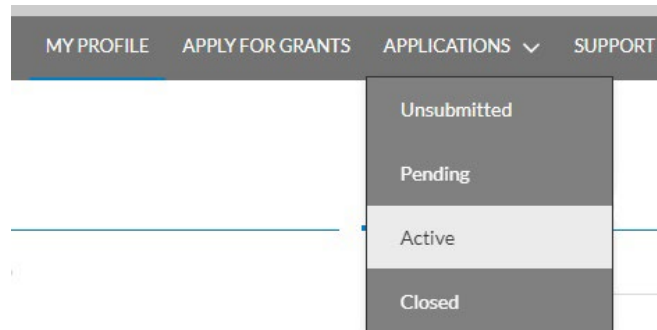 MY PROFILE APPLY FOR GRANTS APPLICATIONS SUPPORT
Unsubmitted
Pending
Active
Closed